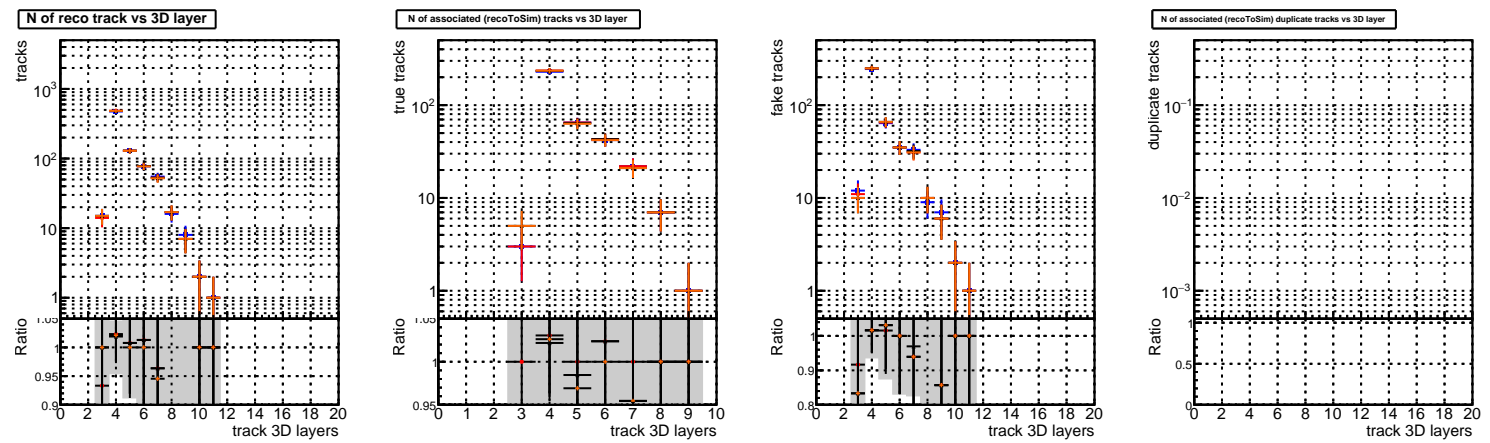 N of reco track vs 3D layer
tracks
10³
10²
10
1
Ratio
1.05
1
0.95
0.9
0 2 4 6 8 10 12 14 16 18 20
track 3D layers
N of associated (recoToSim) tracks vs 3D layer
true tracks
10²
10
1
Ratio
1.05
1
0.95
0 1 2 3 4 5 6 7 8 9 10
track 3D layers
fake tracks
10²
10
1
Ratio
1
0.9
0.8
0 2 4 6 8 10 12 14 16 18 20
track 3D layers
N of associated (recoToSim) duplicate tracks vs 3D layer
duplicate tracks
10⁻¹
10⁻²
10⁻³
Ratio
1
0.5
0
0 2 4 6 8 10 12 14 16 18 20
track 3D layers